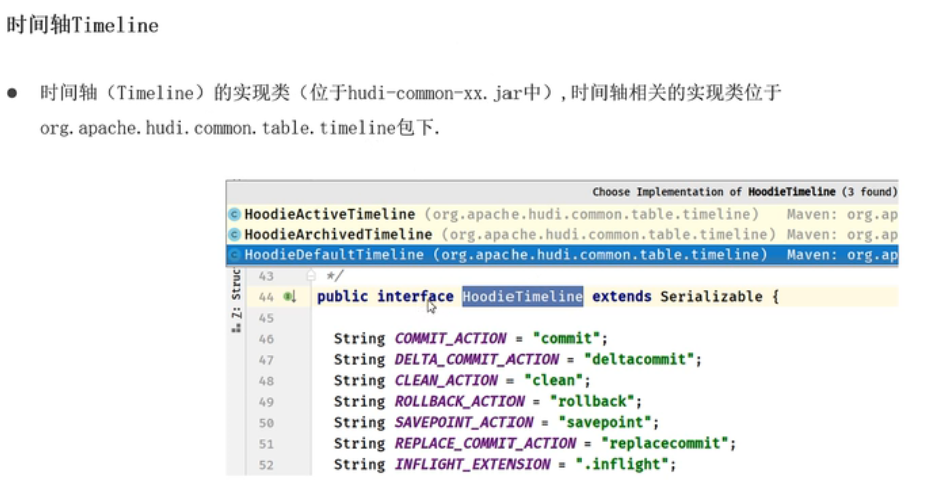 时间轴Timeline
● 时间轴（Timeline）的实现类（位于hudi-common-xx.jar中）,时间轴相关的实现类位于
org.apache.hudi.common.table.timeline包下.
Choose Implementation of HoodieTimeline (3 found)
HoodieActiveTimeline (org.apache.hudi.common.table.timeline) Maven: org.ap
HoodieArchivedTimeline (org.apache.hudi.common.table.timeline) Maven: org.ap
HoodieDefaultTimeline (org.apache.hudi.common.table.timeline) Maven: org.ap
Z: Struc
43 */
44 public interface HoodieTimeline extends Serializable {
45
46 String COMMIT_ACTION = "commit";
47 String DELTA_COMMIT_ACTION = "deltacommit";
48 String CLEAN_ACTION = "clean";
49 String ROLLBACK_ACTION = "rollback";
50 String SAVEPOINT_ACTION = "savepoint";
51 String REPLACE_COMMIT_ACTION = "replacecommit";
52 String INFLIGHT_EXTENSION = ".inflight";